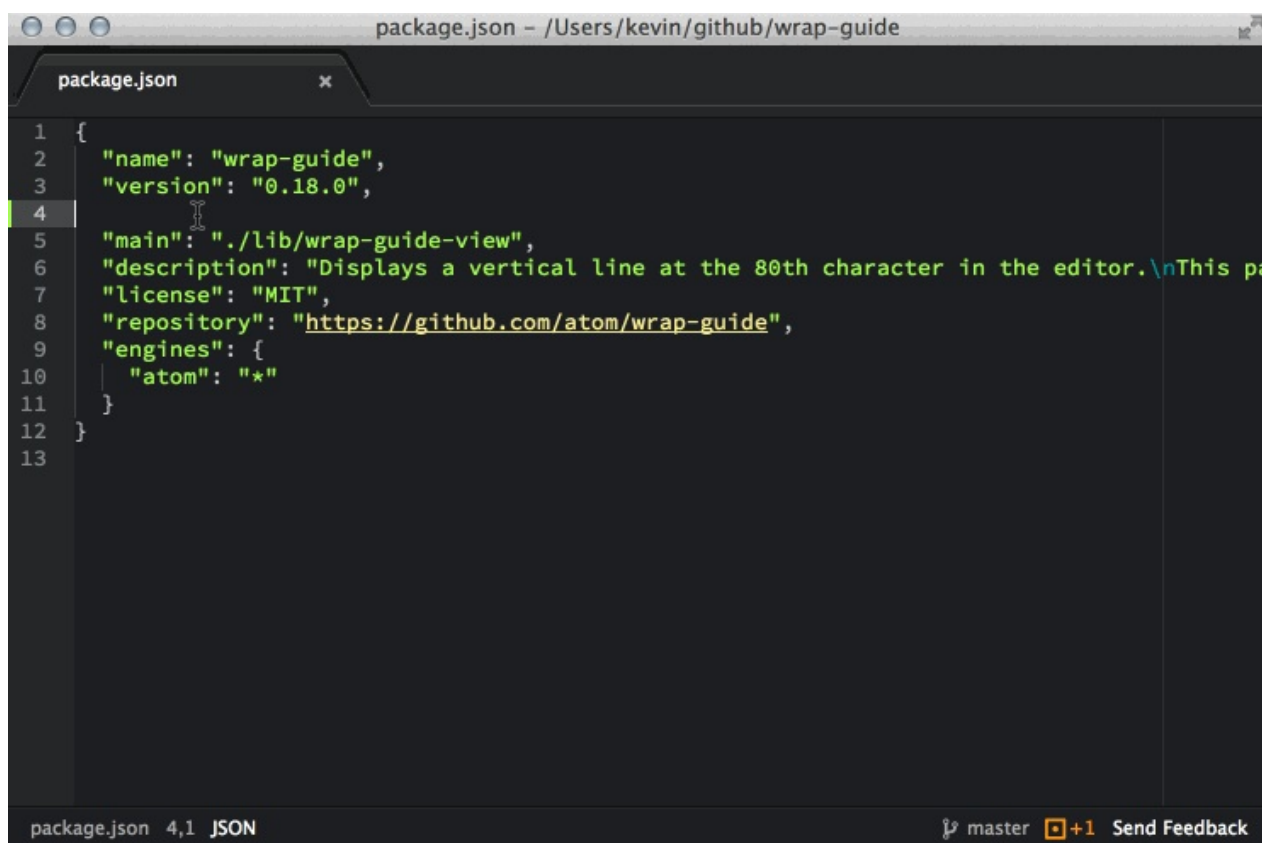 package.json – /Users/kevin/github/wrap-guide
package.json
1 {
2 "name": "wrap-guide",
3 "version": "0.18.0",
4
5 "main": "./lib/wrap-guide-view",
6 "description": "Displays a vertical line at the 80th character in the editor.\nThis pa
7 "license": "MIT",
8 "repository": "https://github.com/atom/wrap-guide",
9 "engines": {
10 "atom": "*"
11 }
12 }
13
package.json 4,1 JSON master +1 Send Feedback